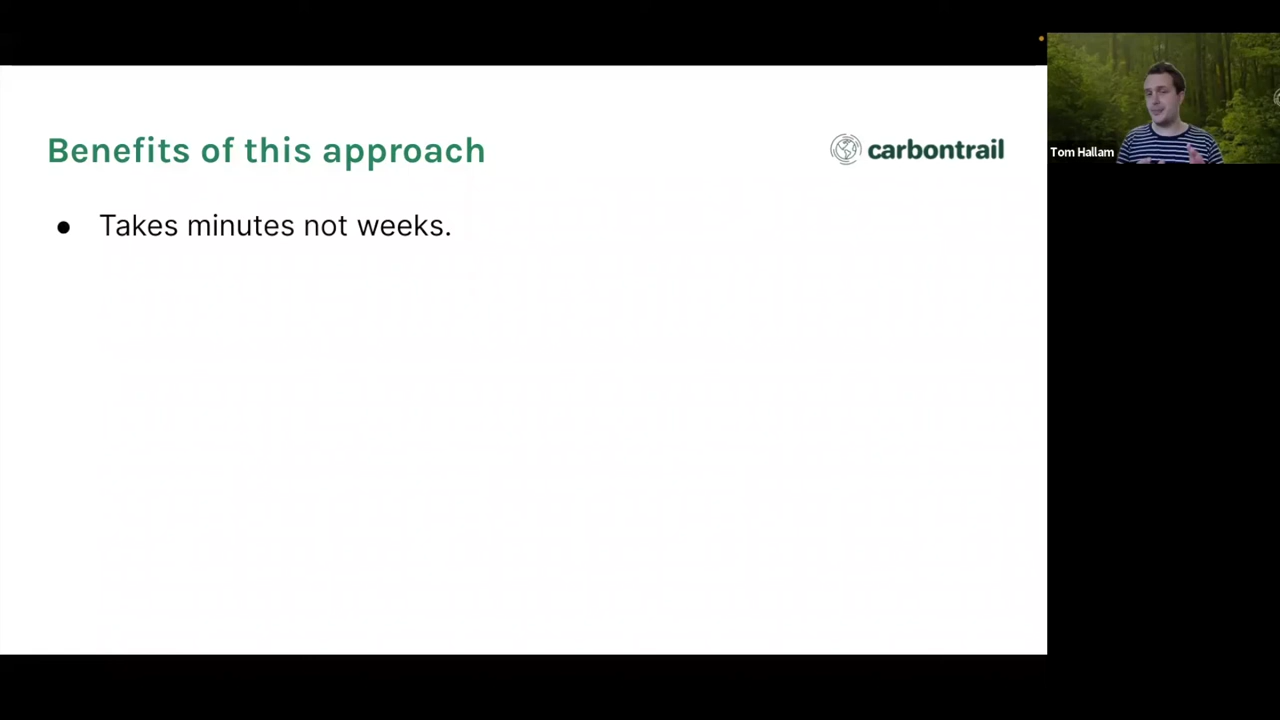 Benefits of this approach
carbontrail
● Takes minutes not weeks.
Tom Hallam